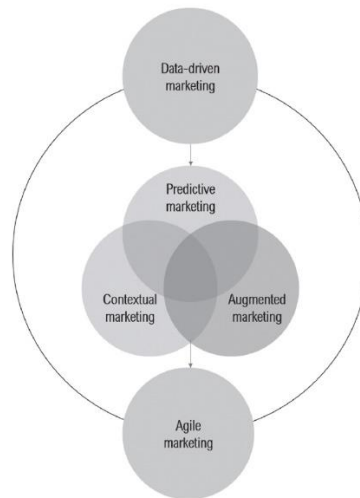 Data-driven
marketing
Predictive
marketing
Contextual
marketing
Augmented
marketing
Agile
marketing